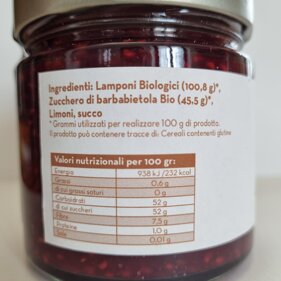 Ingredienti: Lamponi Biologici (100,8 g)*,
Zucchero di barbabietola Bio (45,5 g)*,
Limoni, succo
* Grammi utilizzati per realizzare 100 g di prodotto.
Il prodotto può contenere tracce di: Cereali contenenti glutine
Valori nutrizionali per 100 gr:
Energia 938 kJ /232 kcal
Grassi 0,6 g
di cui grassi saturi 0 g
Carboidrati 52 g
di cui zuccheri 52 g
Fibre 7,5 g
Proteine 1,0 g
Sale 0,01 g